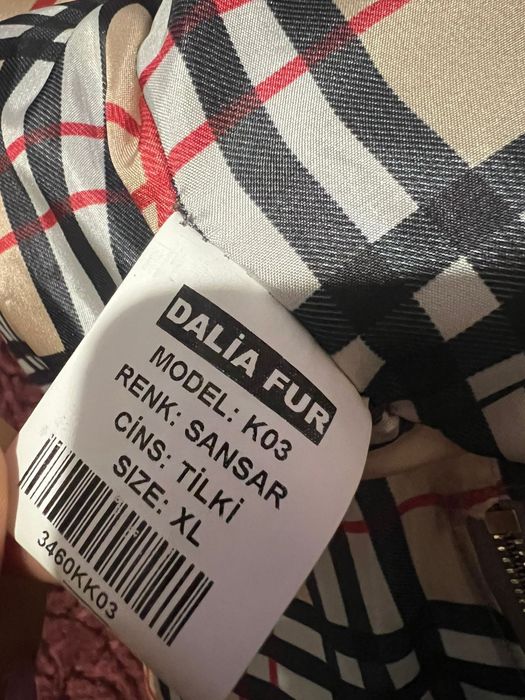 DALİA FUR
MODEL: K03
RENK: SANSAR
CİNS: TİLKİ
SIZE: XL
3460KK03